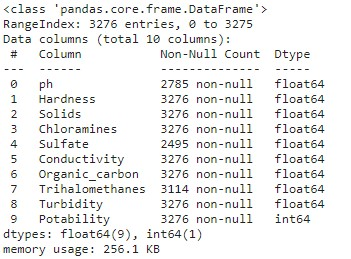 <class 'pandas.core.frame.DataFrame'>
RangeIndex: 3276 entries, 0 to 3275
Data columns (total 10 columns):
 #   Column           Non-Null Count  Dtype
---  ------           --------------  -----
 0   ph               2785 non-null   float64
 1   Hardness         3276 non-null   float64
 2   Solids           3276 non-null   float64
 3   Chloramines      3276 non-null   float64
 4   Sulfate          2495 non-null   float64
 5   Conductivity     3276 non-null   float64
 6   Organic_carbon   3276 non-null   float64
 7   Trihalomethanes  3114 non-null   float64
 8   Turbidity        3276 non-null   float64
 9   Potability       3276 non-null   int64
dtypes: float64(9), int64(1)
memory usage: 256.1 KB